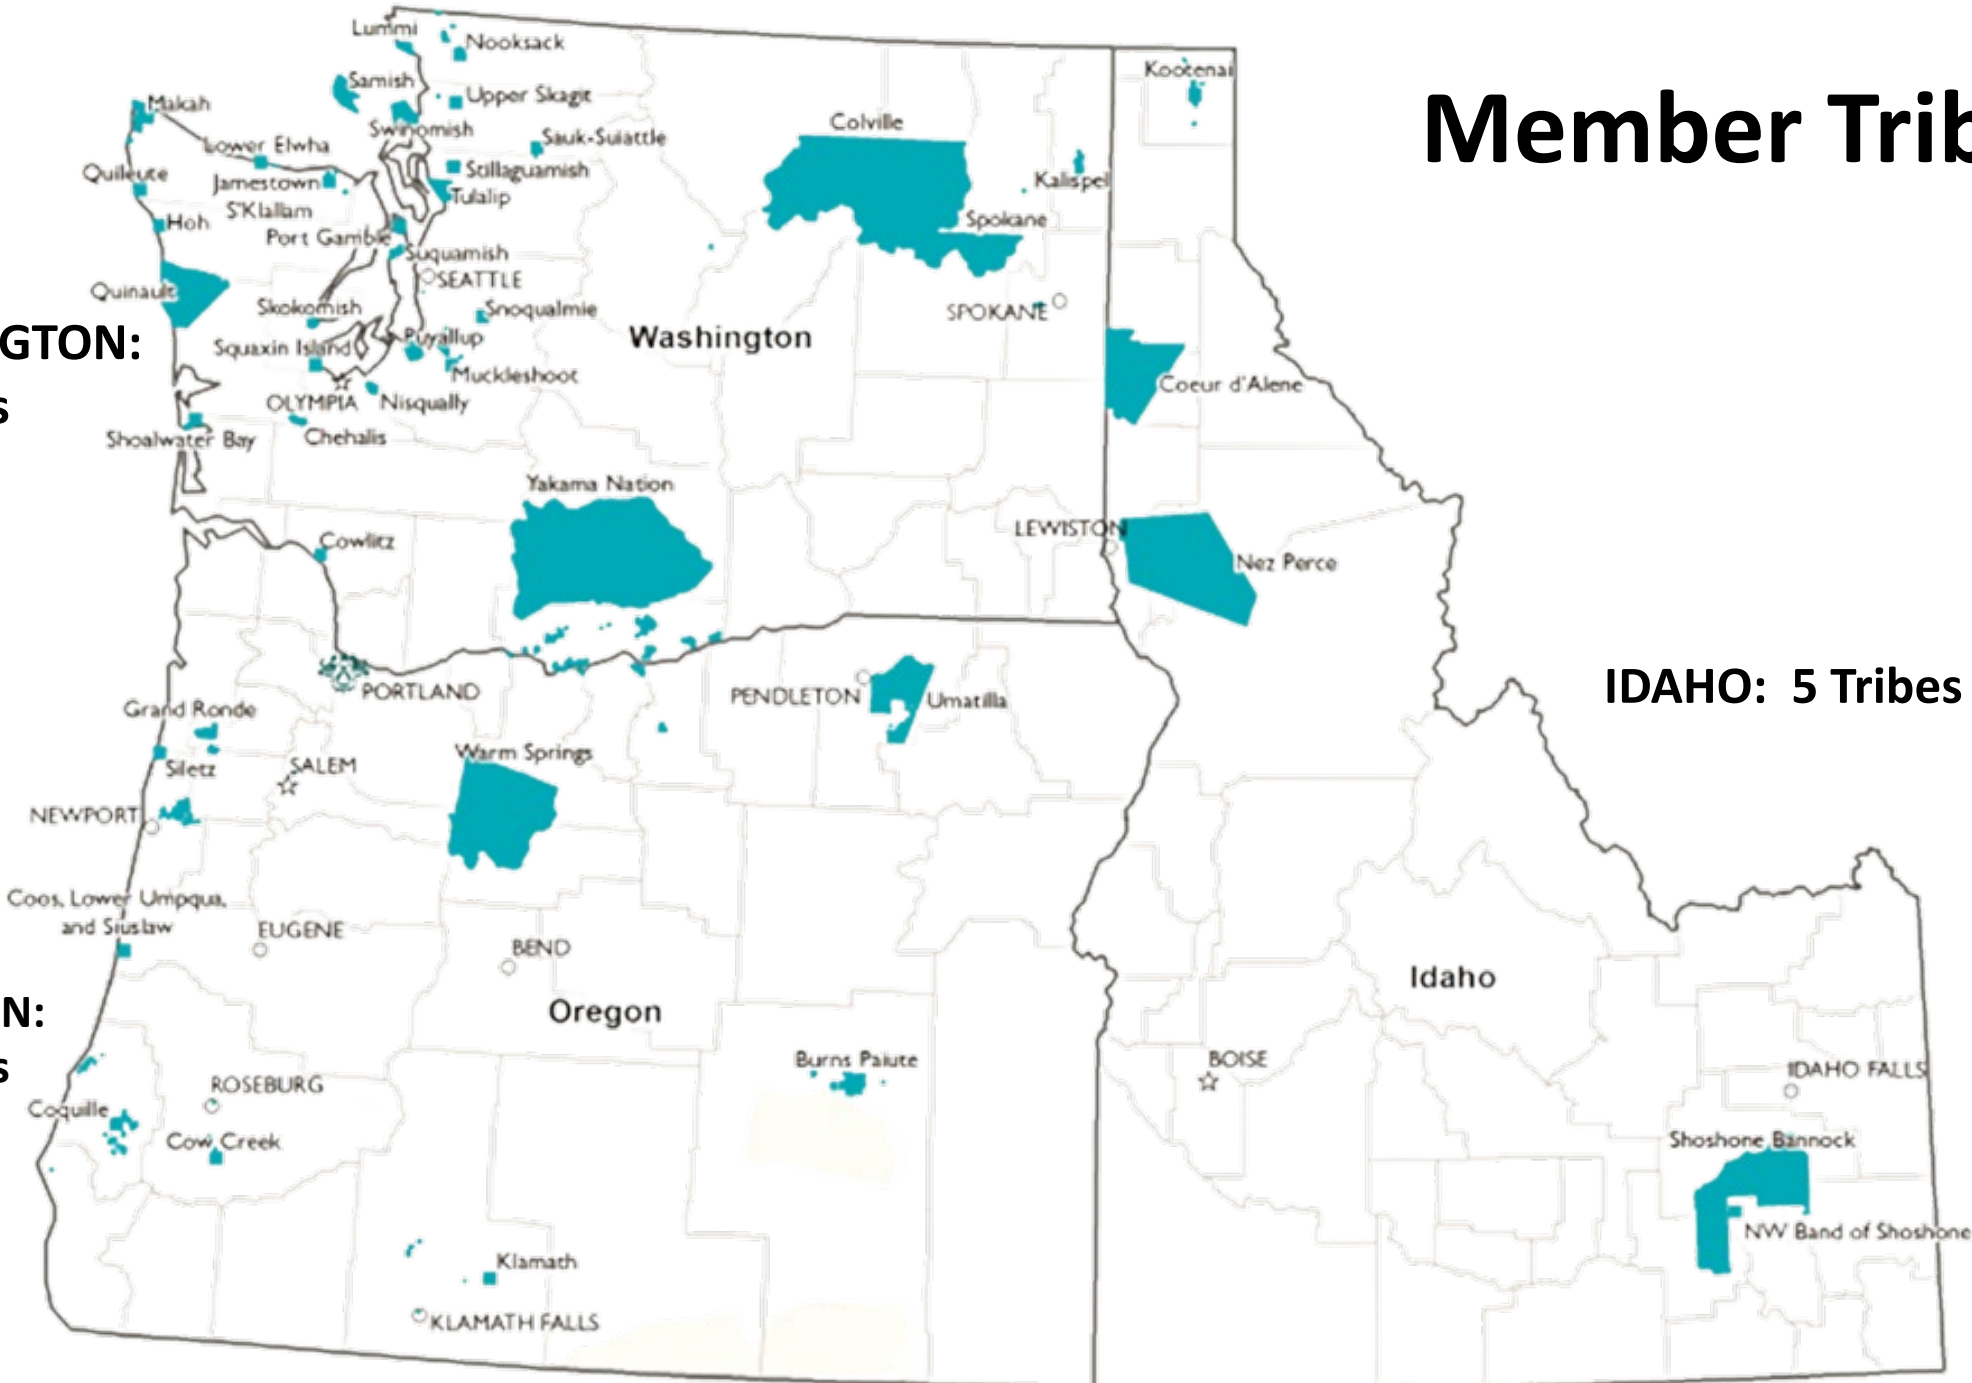 Member Trib
GTON:
s
IDAHO: 5 Tribes
N:
s
Lummi
Nooksack
Samish
Upper Skagit
Makah
Swinomish
Sauk-Suiattle
Lower Elwha
Stillaguamish
Quileute
Jamestown
S'Klallam
Tulalip
Hoh
Port Gamble
Suquamish
SEATTLE
Quinault
Skokomish
Snoqualmie
Squaxin Island
Puyallup
Muckleshoot
OLYMPIA
Nisqually
Shoalwater Bay
Chehalis
Washington
Colville
Kalispel
Spokane
SPOKANE
Kootenai
Coeur d'Alene
Yakama Nation
LEWISTON
Nez Perce
Cowlitz
PORTLAND
PENDLETON
Umatilla
Grand Ronde
Siletz
SALEM
Warm Springs
NEWPORT
Coos, Lower Umpqua,
and Siuslaw
EUGENE
BEND
Oregon
Idaho
Burns Paiute
BOISE
IDAHO FALLS
ROSEBURG
Coquille
Cow Creek
Shoshone Bannock
NW Band of Shoshone
Klamath
KLAMATH FALLS